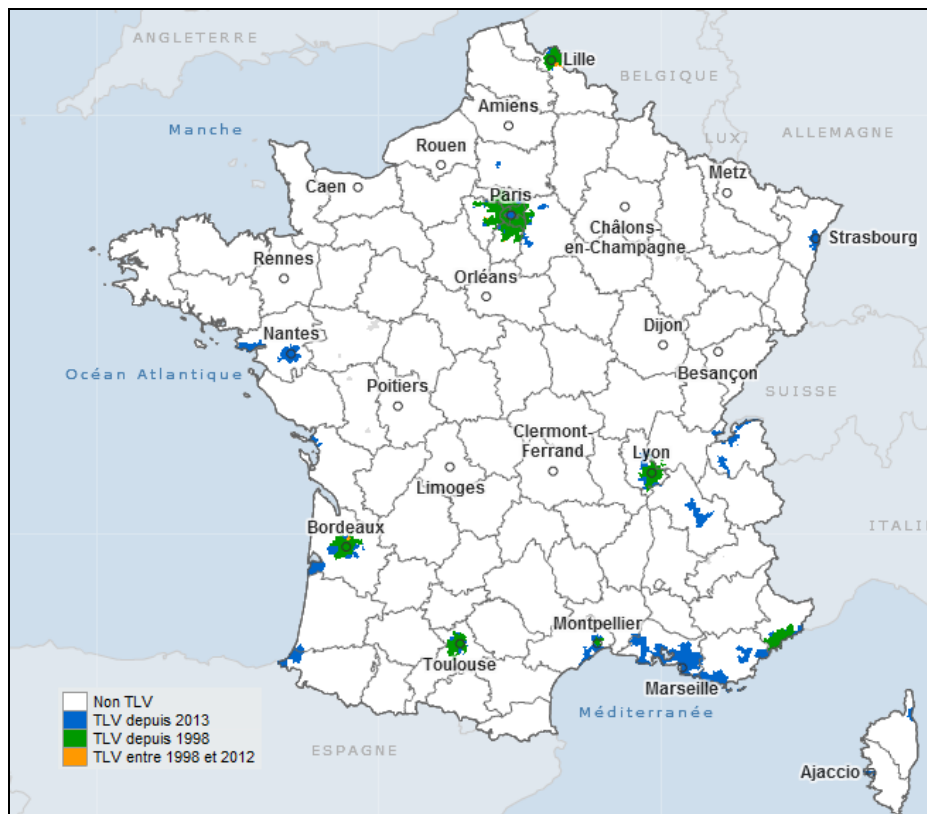 ANGLETERRE
Lille
BELGIQUE
Amiens
Manche
ALLEMAGNE
LUX.
Rouen
Metz
Caen
Paris
Châlons-
en-Champagne
Strasbourg
Rennes
Orléans
Nantes
Dijon
Océan Atlantique
Besançon
Poitiers
SUISSE
Clermont-
Ferrand
Lyon
Limoges
Bordeaux
ITALI
Montpellier
Toulouse
Marseille
Non TLV
TLV depuis 2013
TLV depuis 1998
TLV entre 1998 et 2012
Méditerranée
ESPAGNE
Ajaccio